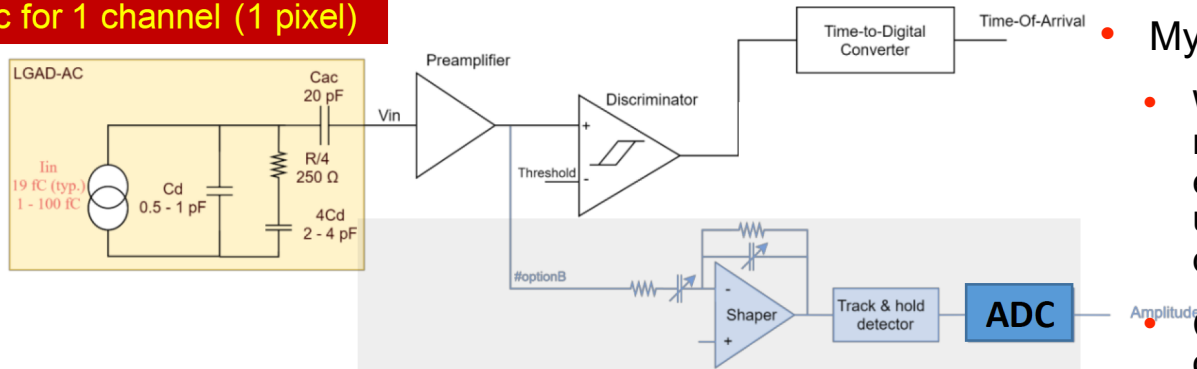 c for 1 channel (1 pixel)
LGAD-AC
Cac
20 pF
Iin
19 fC (typ.)
1 - 100 fC
Cd
0.5 - 1 pF
R/4
250 Ω
4Cd
2 - 4 pF
Vin
Preamplifier
Discriminator
+
Threshold
-
Time-to-Digital
Converter
Time-Of-Arrival
#optionB
-
Shaper
+
Track & hold
detector
ADC
Amplitude
• My